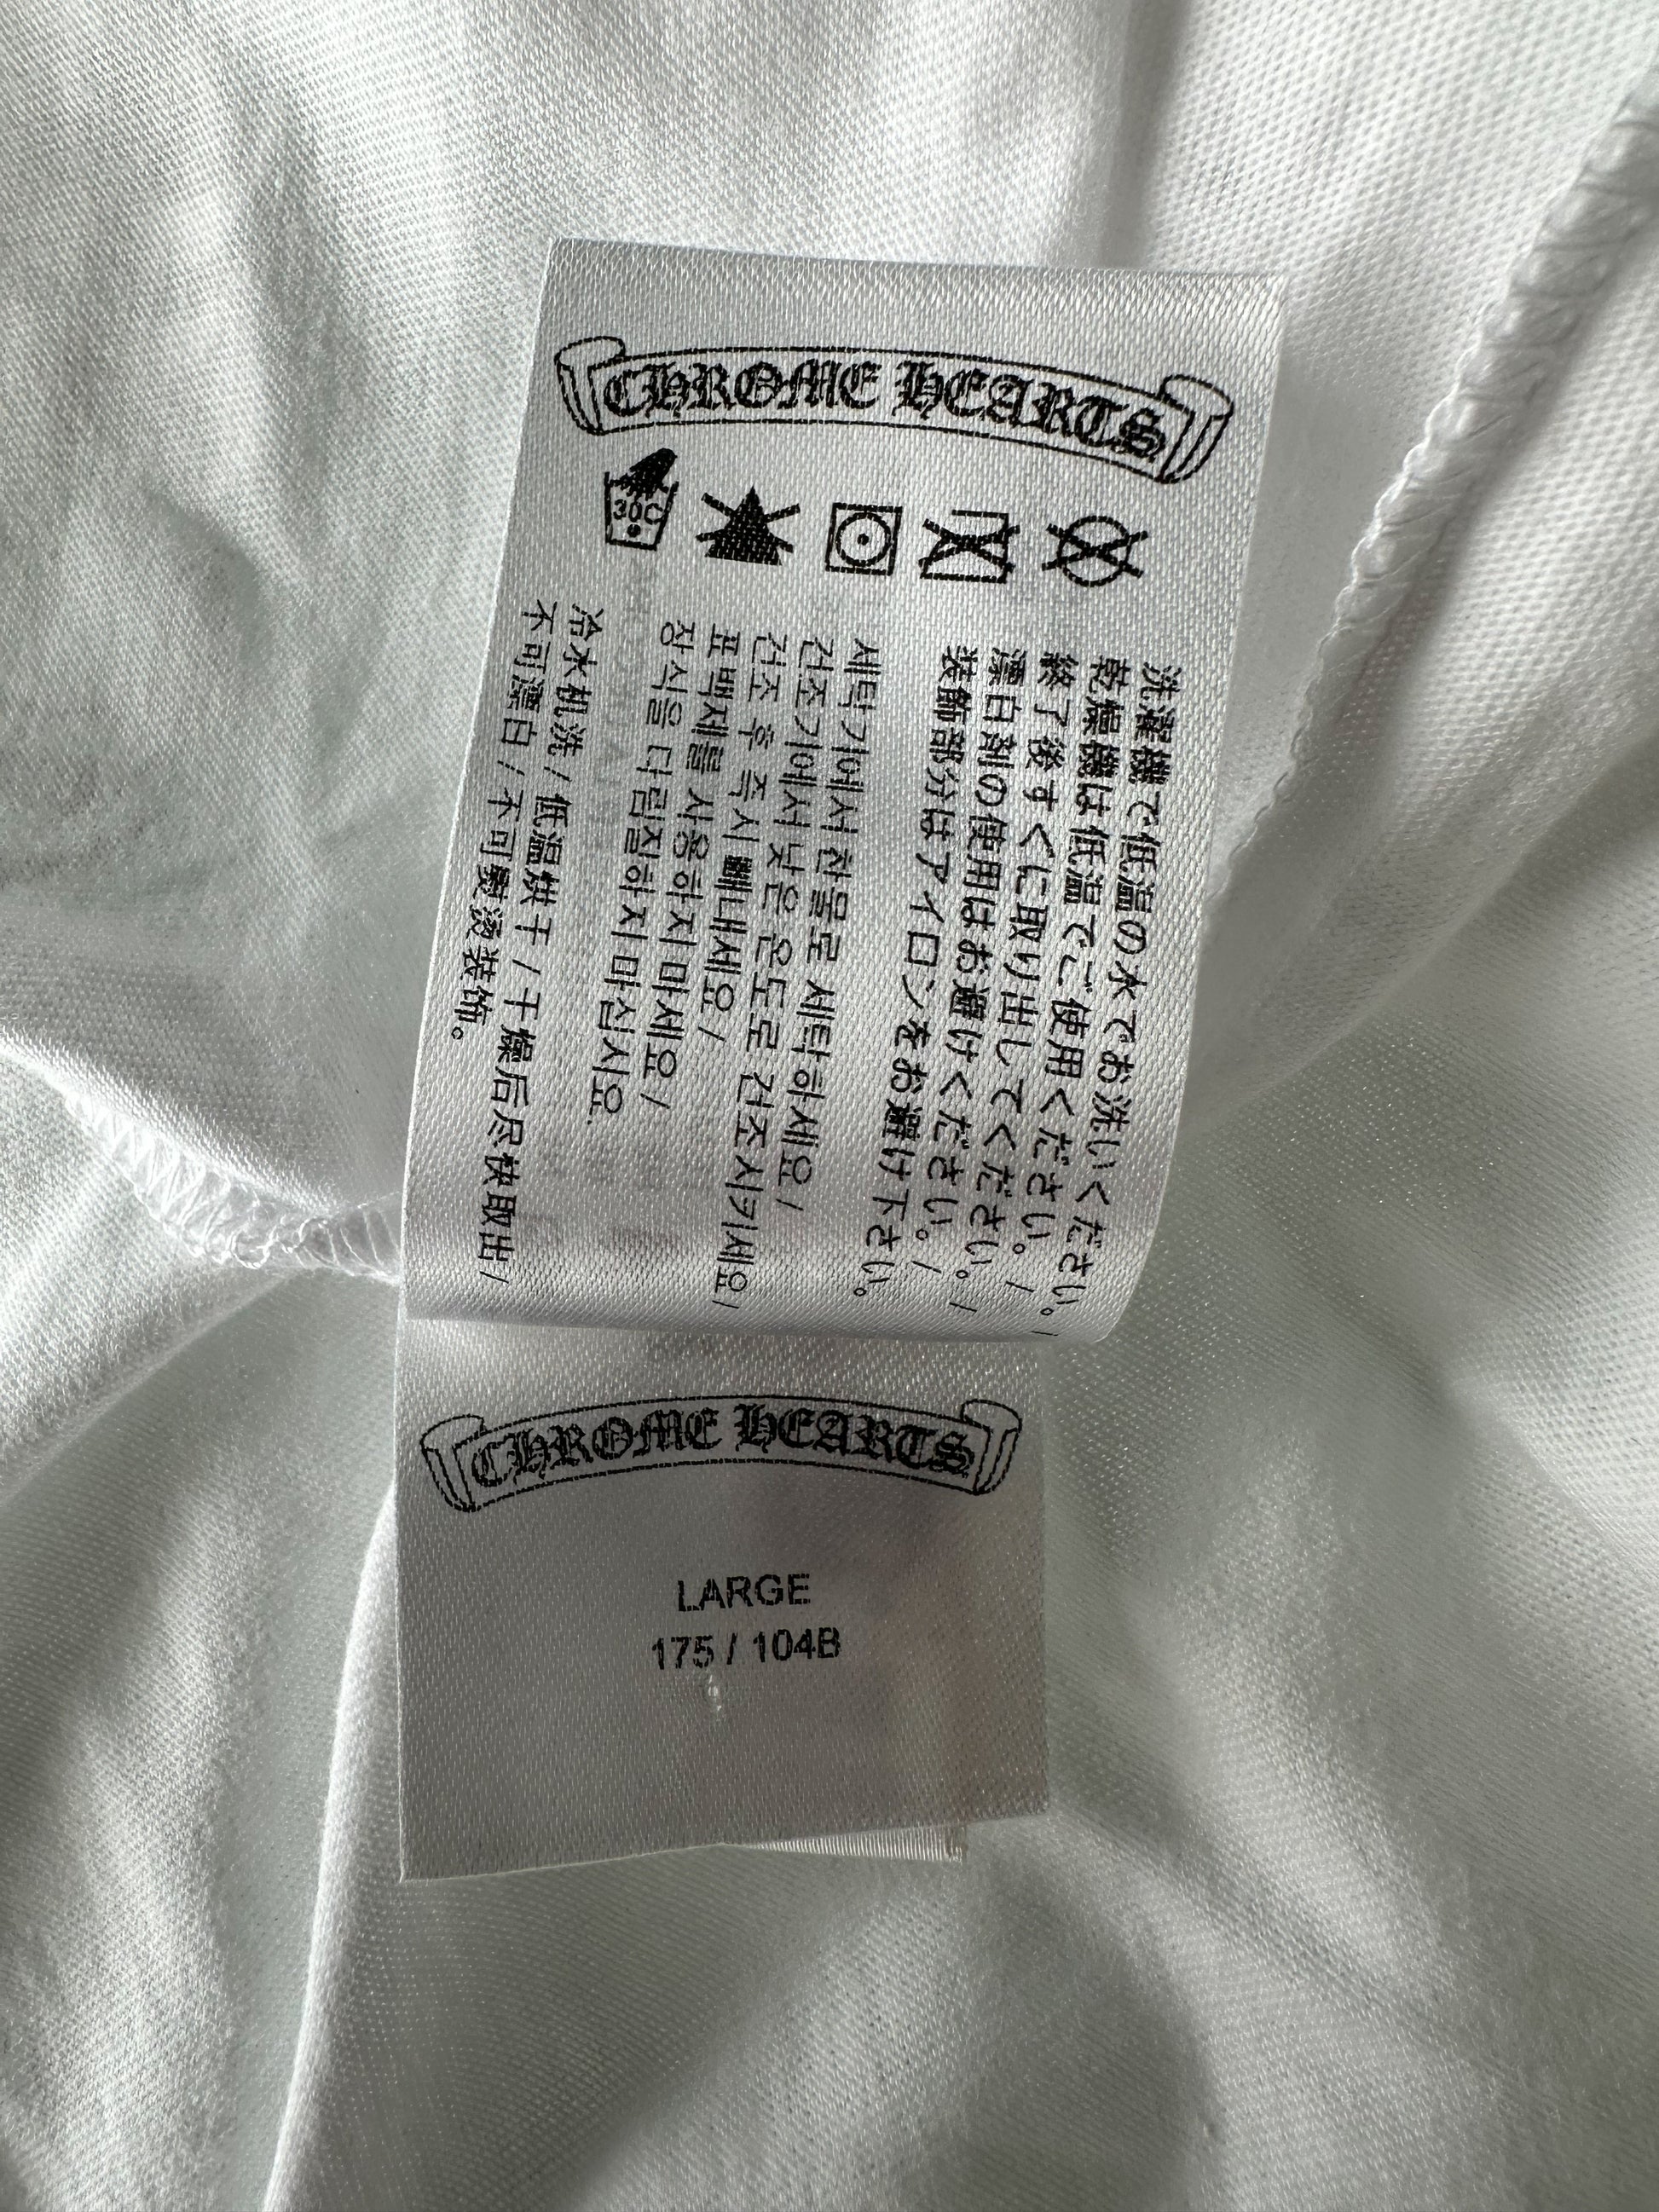 CHROME HEARTS
30C
洗濯機で低温の水でお洗いください。/
乾燥機は低温でご使用ください。/
終了後すぐに取り出してください。/
漂白剤の使用はお避けください。/
装飾部分はアイロンをお避け下さい。
세탁기에서 찬물로 세탁하세요 /
건조기에서 낮은 온도로 건조시키세요 /
건조 후 즉시 빼내세요 /
표백제를 사용하지 마세요 /
장식을 다림질하지 마십시요.
冷水机洗 / 低温烘干 / 干燥后尽快取出 /
不可漂白 / 不可熨烫装饰。
CHROME HEARTS
LARGE
175 / 104B